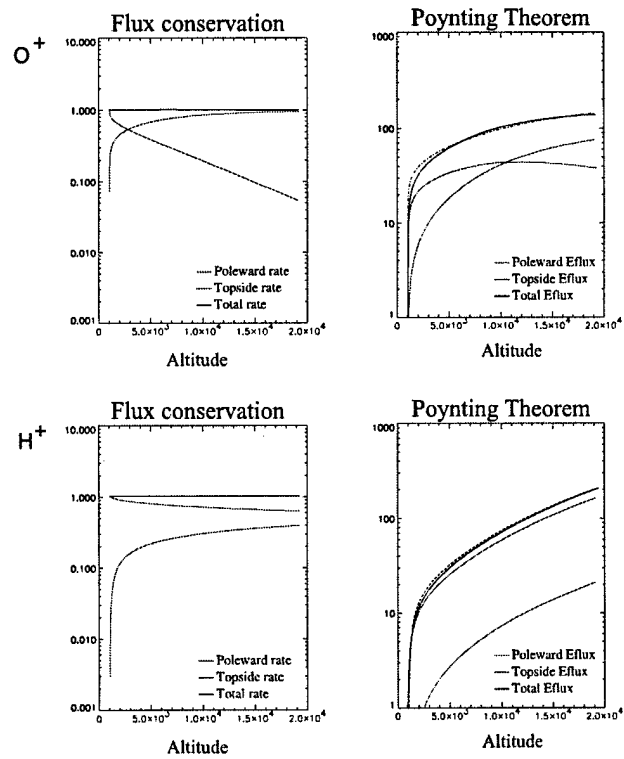 O+
Flux conservation
10.000
1.000
0.100
0.010
0.001
Poleward rate
Topside rate
Total rate
0 5.0×10³ 1.0×10⁴ 1.5×10⁴ 2.0×10⁴
Altitude
Poynting Theorem
1000
100
10
1
Poleward Eflux
Topside Eflux
Total Eflux
0 5.0×10³ 1.0×10⁴ 1.5×10⁴ 2.0×10⁴
Altitude
H+
Flux conservation
10.000
1.000
0.100
0.010
0.001
Poleward rate
Topside rate
Total rate
0 5.0×10³ 1.0×10⁴ 1.5×10⁴ 2.0×10⁴
Altitude
Poynting Theorem
1000
100
10
1
Poleward Eflux
Topside Eflux
Total Eflux
0 5.0×10³ 1.0×10⁴ 1.5×10⁴ 2.0×10⁴
Altitude